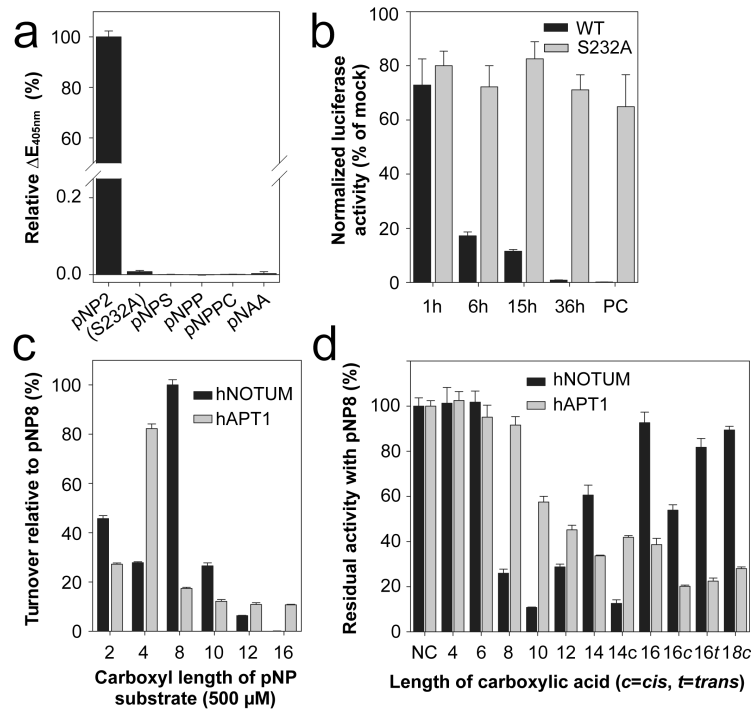 a
Relative ΔE405nm (%)
100
80
60
0.2
0.0
pNP2
(S232A)
pNPS
pNPP
pNPPC
pNAA
b
WT
S232A
Normalized luciferase
activity (% of mock)
100
80
60
40
20
0
1h 6h 15h 36h PC
c
hNOTUM
hAPT1
Turnover relative to pNP8 (%)
100
80
60
40
20
0
2 4 8 10 12 16
Carboxyl length of pNP
substrate (500 µM)
d
hNOTUM
hAPT1
Residual activity with pNP8 (%)
120
100
80
60
40
20
0
NC 4 6 8 10 12 14 14c 16 16c 16t 18c
Length of carboxylic acid (c=cis, t=trans)